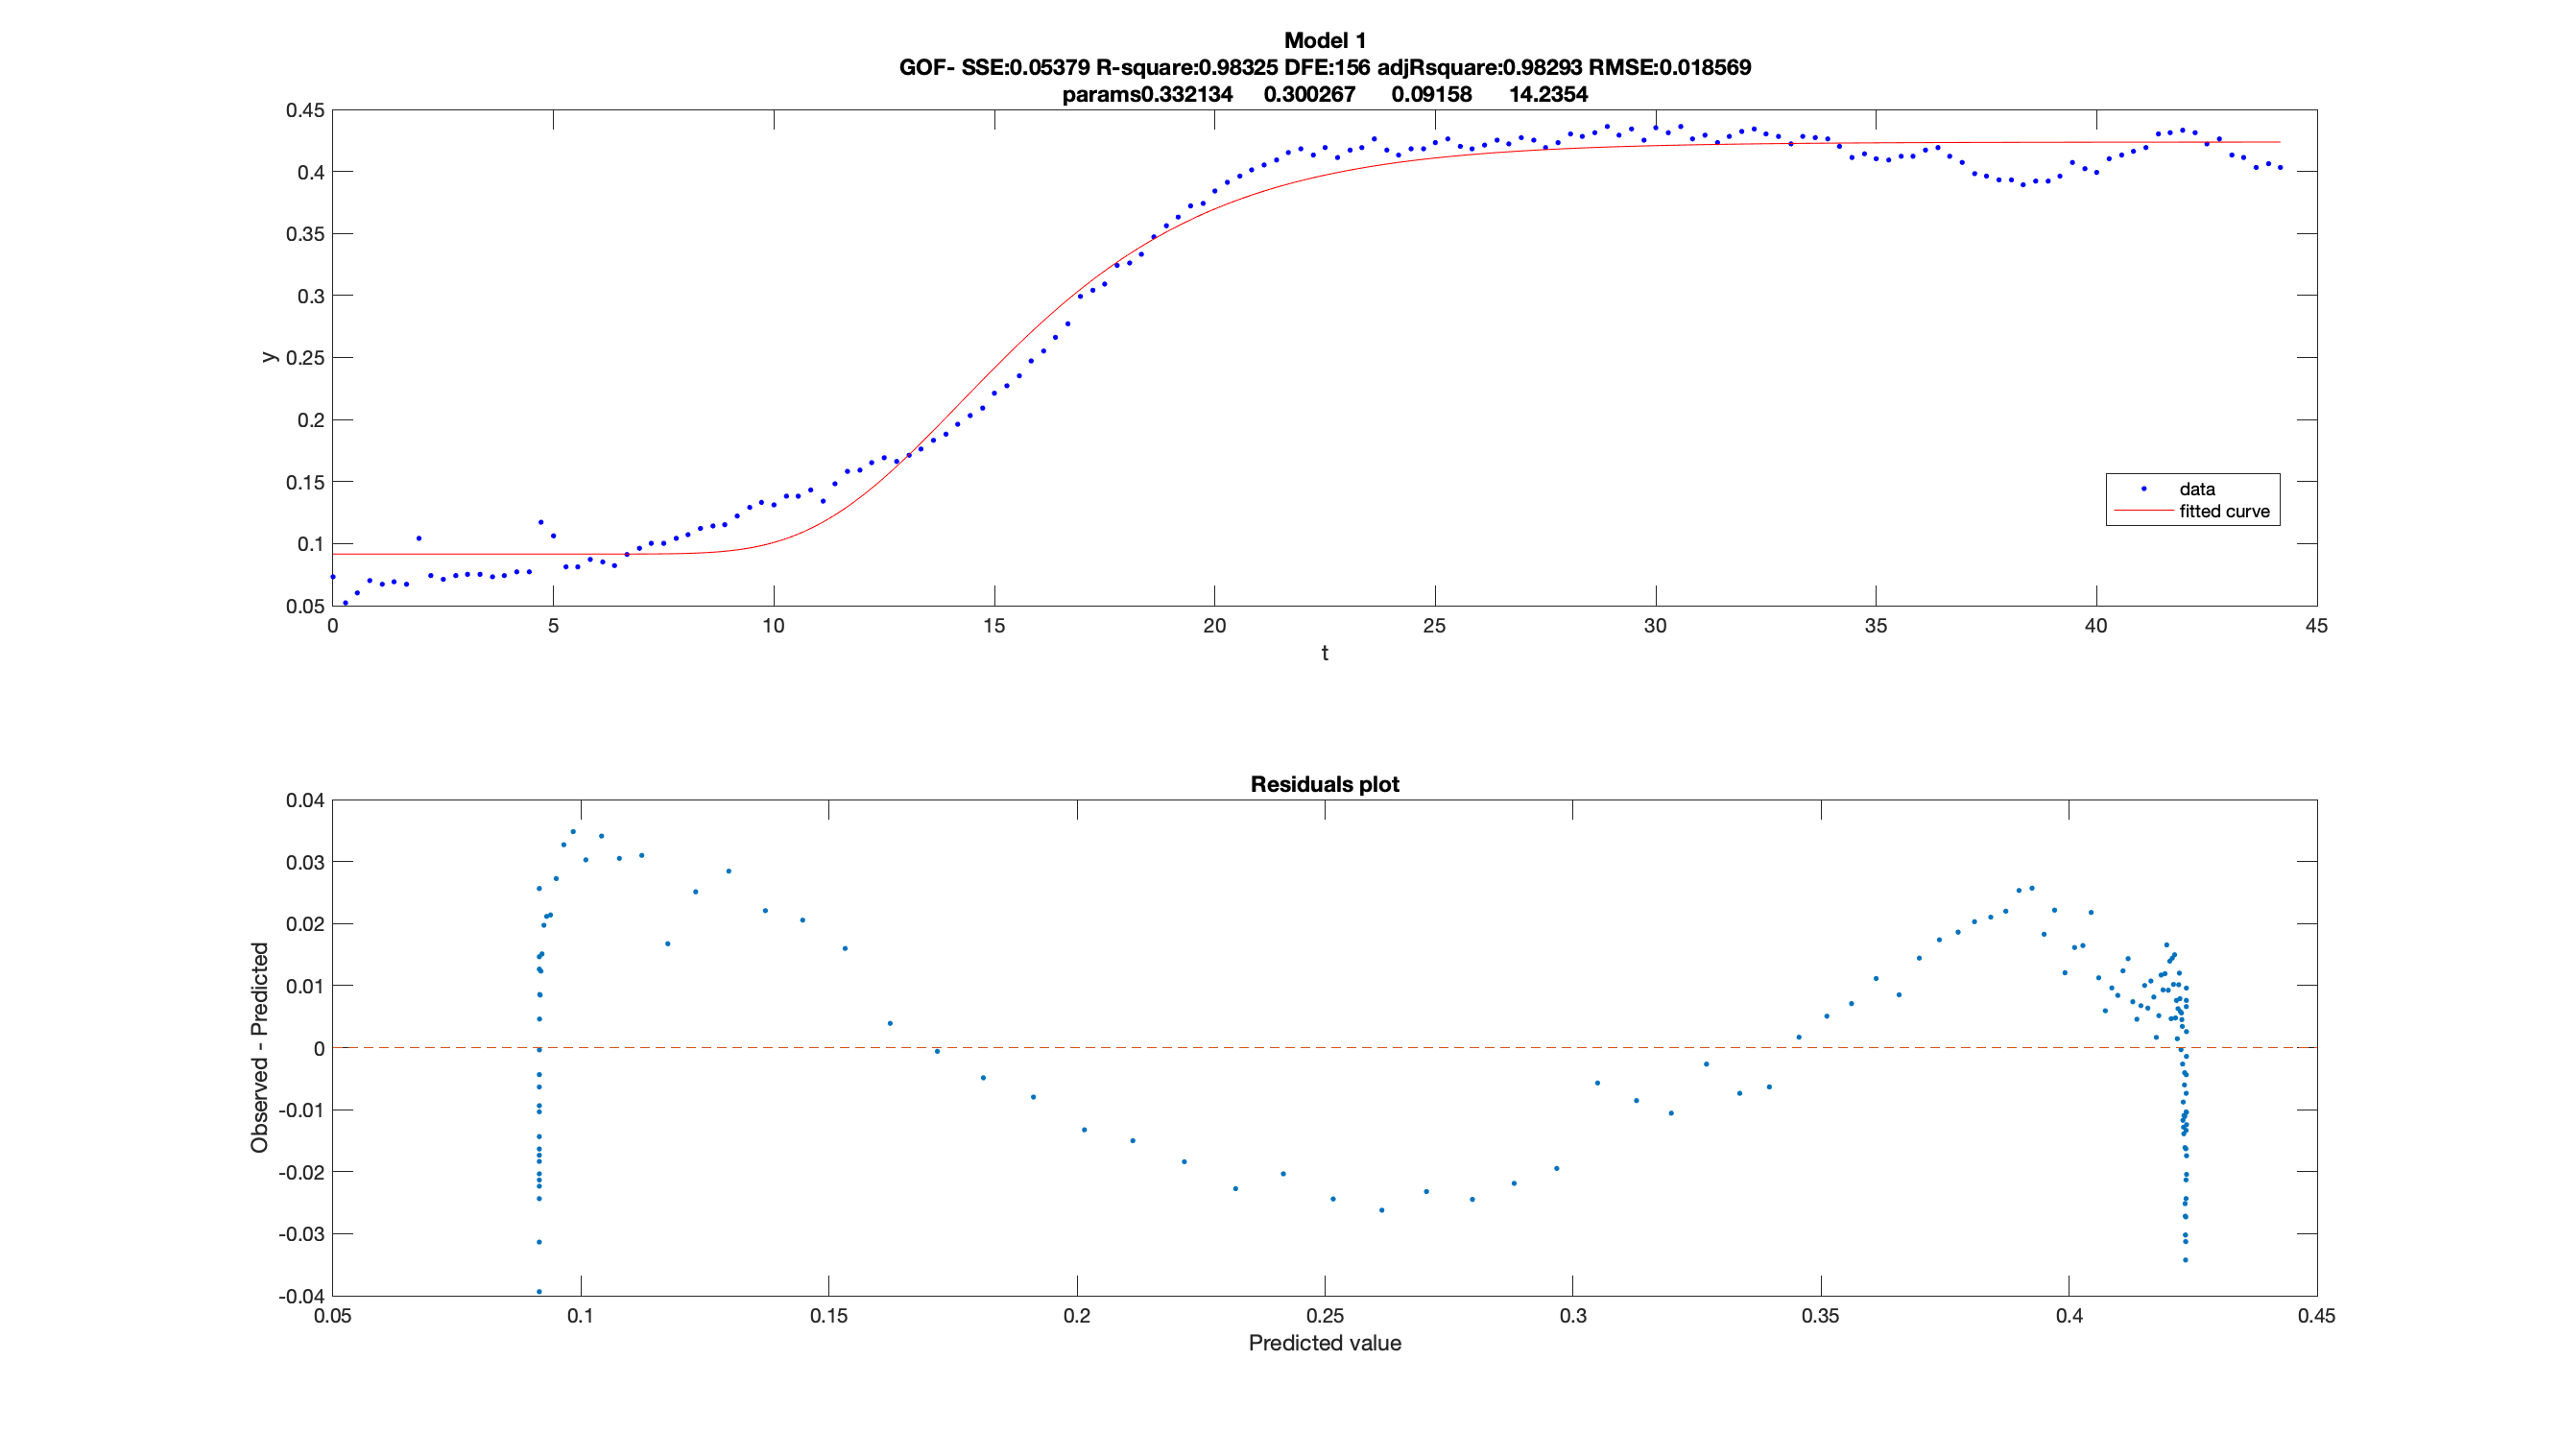 Model 1
GOF- SSE:0.05379 R-square:0.98325 DFE:156 adjRsquare:0.98293 RMSE:0.018569
params0.332134 0.300267 0.09158 14.2354
0.45
0.4
0.35
0.3
0.25
0.2
0.15
0.1
0.05
y
data
fitted curve
0 5 10 15 20 25 30 35 40 45
t
Residuals plot
0.04
0.03
0.02
0.01
0
-0.01
-0.02
-0.03
-0.04
Observed - Predicted
0.05 0.1 0.15 0.2 0.25 0.3 0.35 0.4 0.45
Predicted value